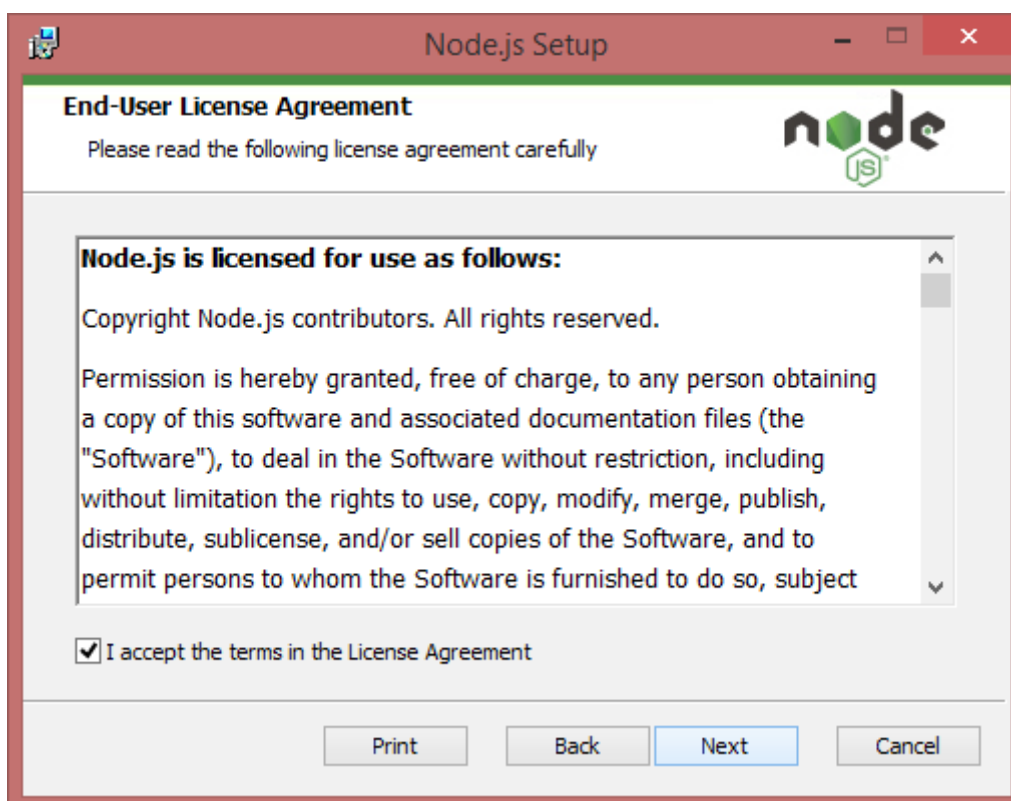 Node.js Setup
End-User License Agreement
Please read the following license agreement carefully
node
JS
Node.js is licensed for use as follows:
Copyright Node.js contributors. All rights reserved.
Permission is hereby granted, free of charge, to any person obtaining
a copy of this software and associated documentation files (the
"Software"), to deal in the Software without restriction, including
without limitation the rights to use, copy, modify, merge, publish,
distribute, sublicense, and/or sell copies of the Software, and to
permit persons to whom the Software is furnished to do so, subject
I accept the terms in the License Agreement
Print Back Next Cancel